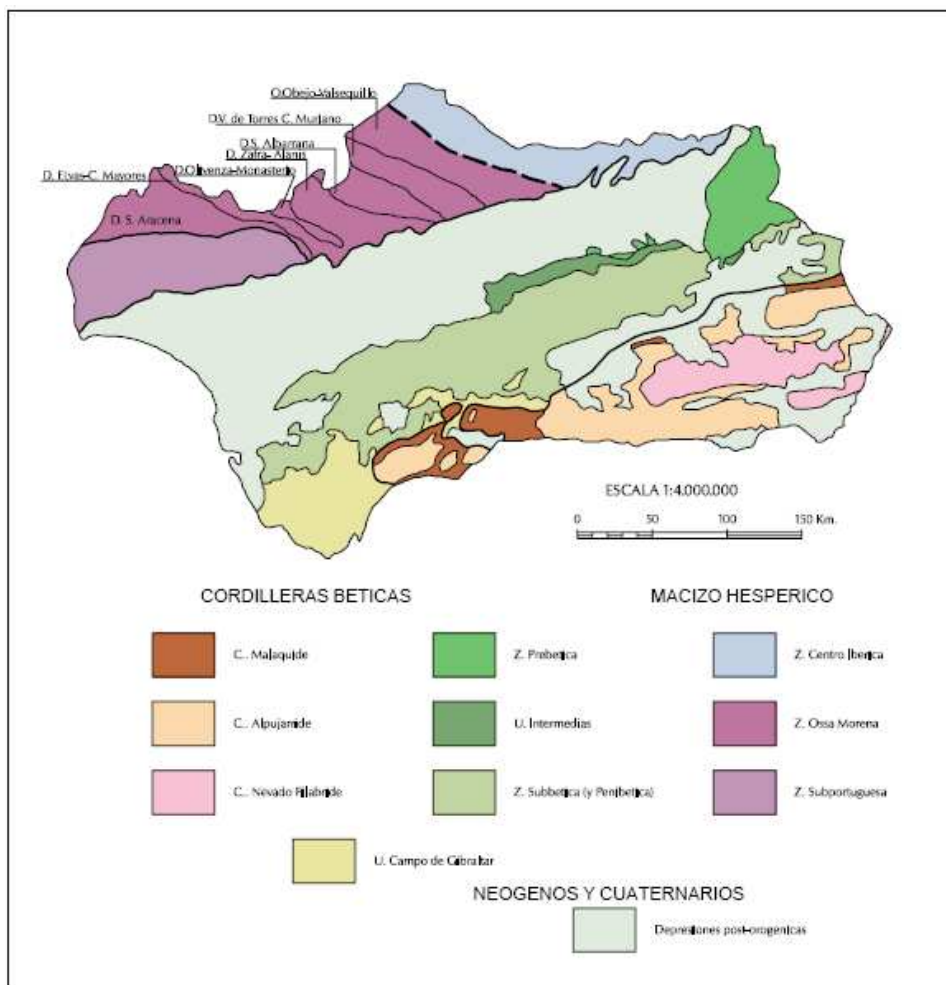 O.Obejo-Valsequillo
D.V. de Torres C. Muriano
D.S. Albarrana
D. Zafra-Alanis
D.Olivenza-Monasterio
D. Elvas-C. Mayores
D. S. Aracena
ESCALA 1:4.000.000
0 50 100 150 Km.
CORDILLERAS BETICAS
MACIZO HESPERICO
C.. Malaguide
Z. Prebetica
Z. Centro Iberica
C.. Alpujarride
U. Intermedias
Z. Ossa Morena
C.. Nevado Filabride
Z. Subbetica (y Penibetica)
Z. Subportuguesa
U. Campo de Gibraltar
NEOGENOS Y CUATERNARIOS
Depresiones post-orogenicas